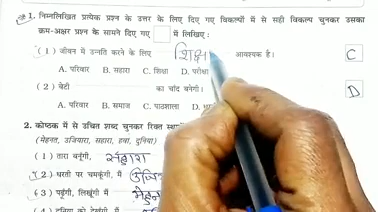 1. निम्नलिखित प्रत्येक प्रश्न के उत्तर के लिए दिए गए विकल्पों में से सही विकल्प चुनकर उसका
क्रम-अक्षर प्रश्न के सामने दिए गए में लिखिए :
(1) जीवन में उन्नति करने के लिए शिक्षा आवश्यक है। C
A. परिवार B. सहारा C. शिक्षा D. परीक्षा
(2) बेटी का चाँद बनेगी। D
A. परिवार B. समाज C. पाठशाला D.
2. कोष्ठक में से उचित शब्द चुनकर रिक्त
(मेहनत, उजियारा, सहारा, हवा, दुनिया)
(1) तारा बनूँगी, सहारा
(2) धरती पर चमकूंगी, मैं
(3) पढूँगी, लिखूंगी मैं
(4) दुनिया को देखूंगी, मैं